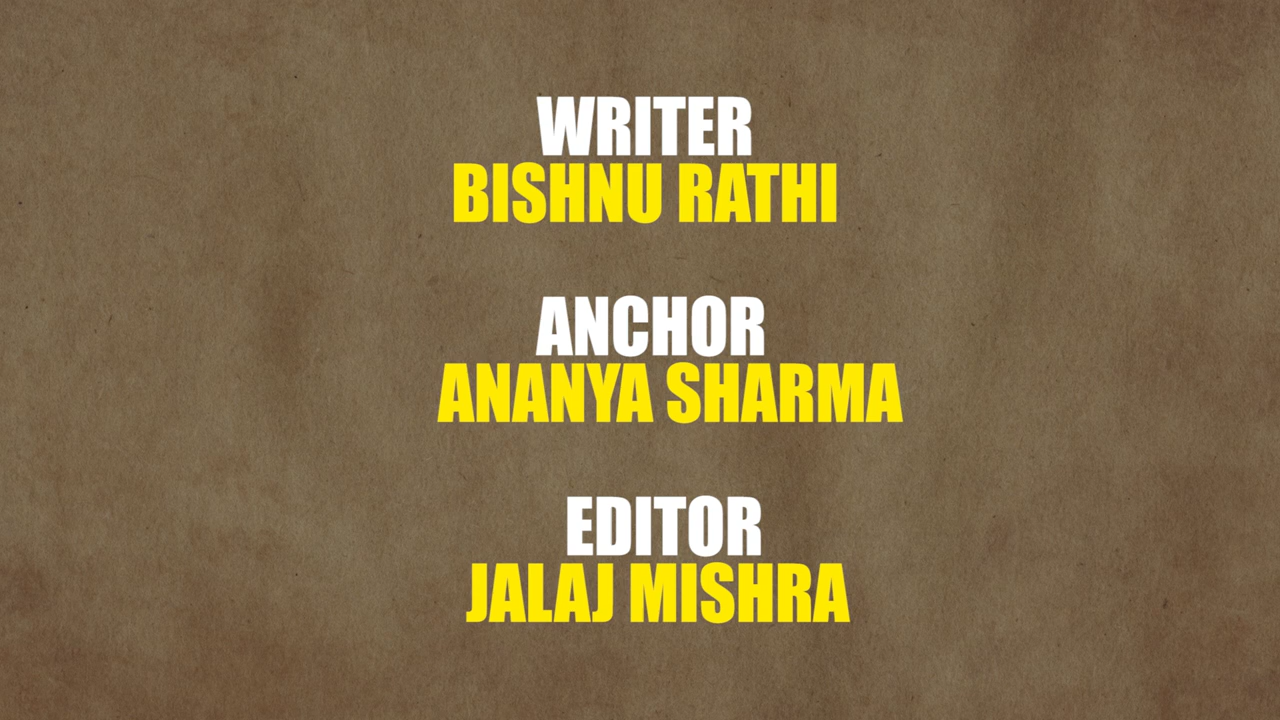 WRITER
BISHNU RATHI
ANCHOR
ANANYA SHARMA
EDITOR
JALAJ MISHRA